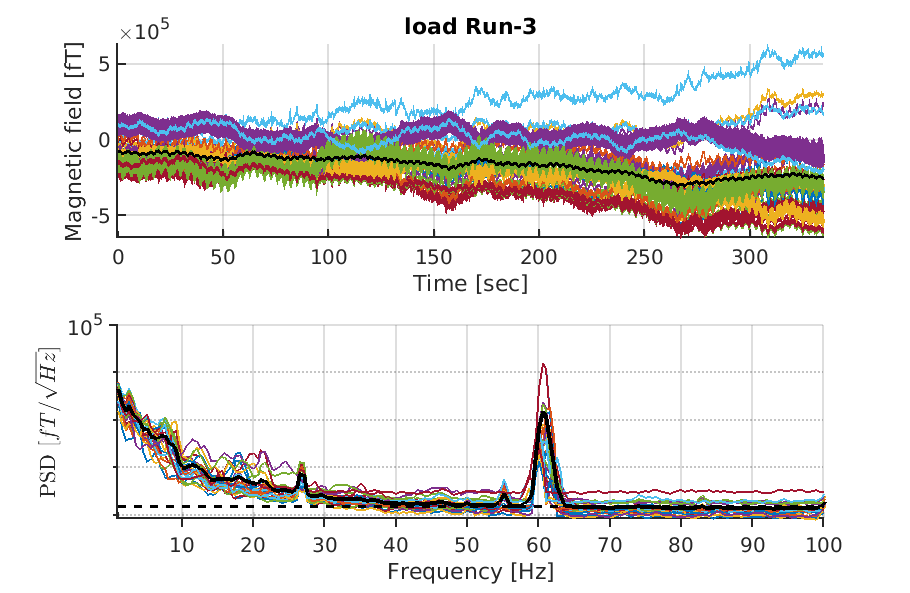 load Run-3
×10^5
Magnetic field [fT]
5
0
-5
0 50 100 150 200 250 300
Time [sec]
10^5
PSD [fT/√Hz]
10 20 30 40 50 60 70 80 90 100
Frequency [Hz]